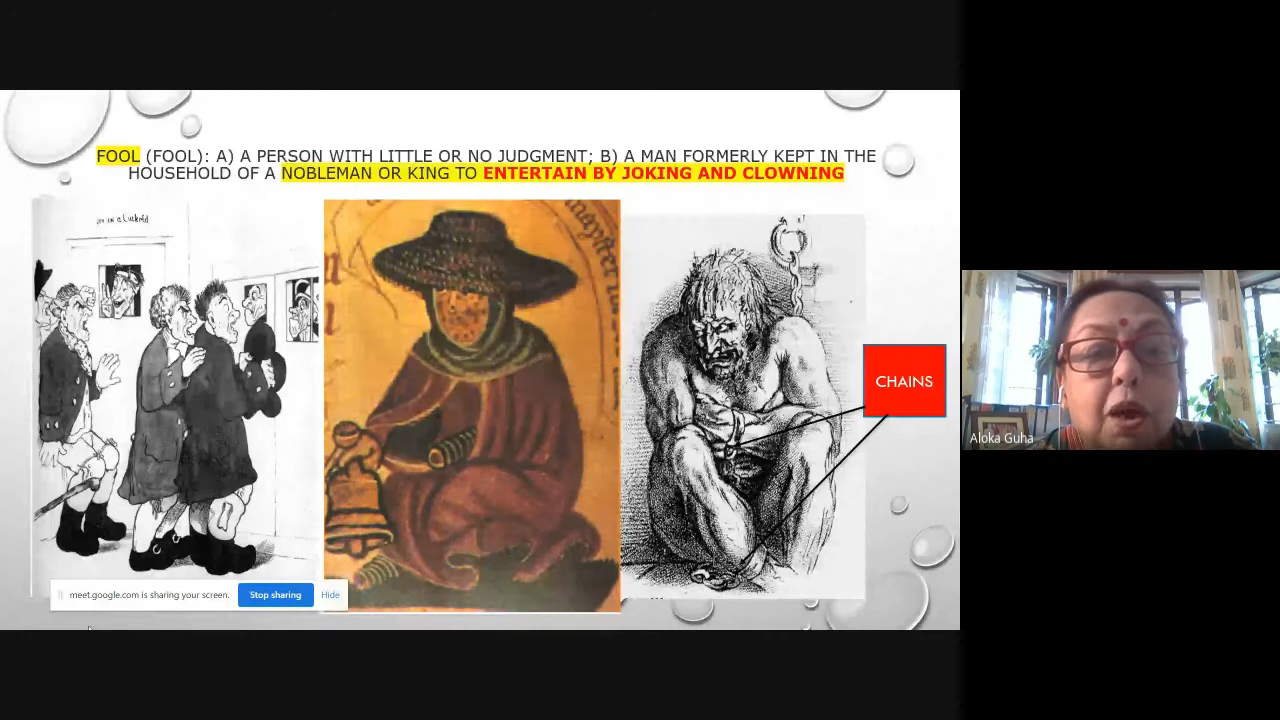 FOOL (FOOL): A) A PERSON WITH LITTLE OR NO JUDGMENT; B) A MAN FORMERLY KEPT IN THE
HOUSEHOLD OF A NOBLEMAN OR KING TO ENTERTAIN BY JOKING AND CLOWNING
a Cuckold
CHAINS
Aloka Guha
meet.google.com is sharing your screen.
Stop sharing
Hide